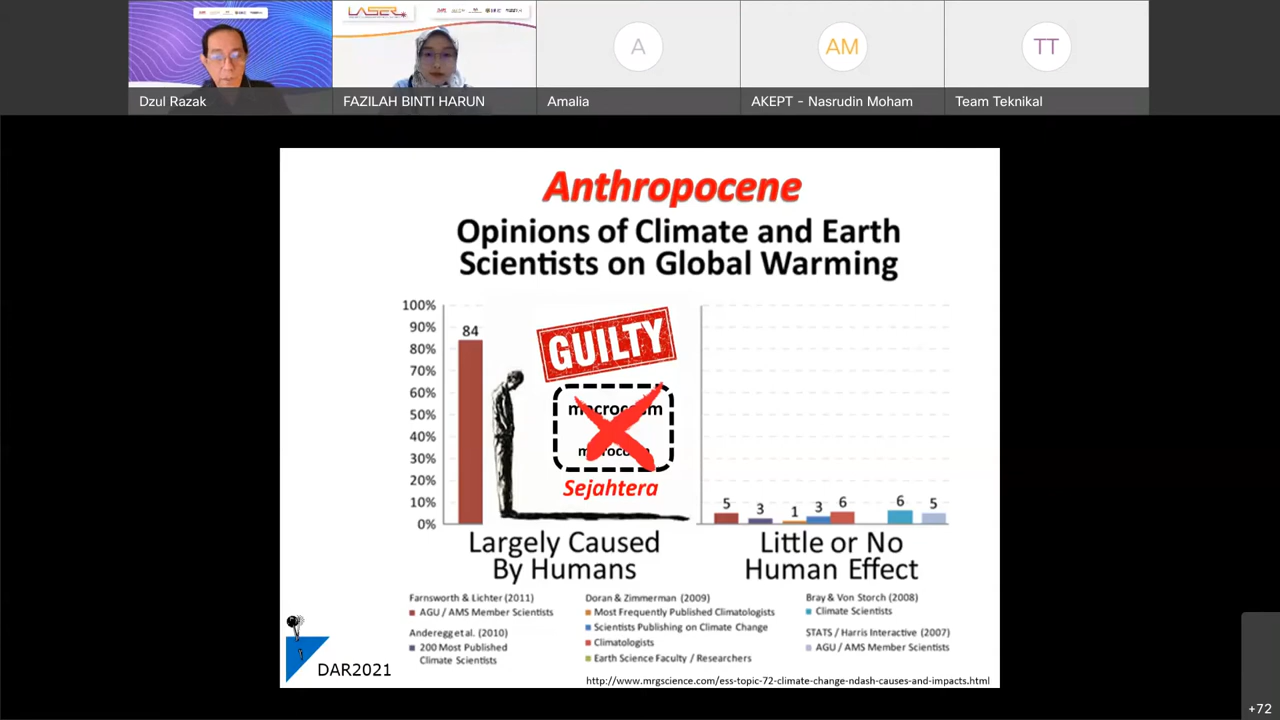 LASER
Dzul Razak
FAZILAH BINTI HARUN
A
Amalia
AM
AKEPT - Nasrudin Moham
TT
Team Teknikal
Anthropocene
Opinions of Climate and Earth
Scientists on Global Warming
100%
90%
80%
70%
60%
50%
40%
30%
20%
10%
0%
84
GUILTY
Sejahtera
5
3
1
3
6
6
5
Largely Caused
By Humans
Little or No
Human Effect
Farnsworth & Lichter (2011)
AGU / AMS Member Scientists
Anderegg et al. (2010)
200 Most Published
Climate Scientists
Doran & Zimmerman (2009)
Most Frequently Published Climatologists
Scientists Publishing on Climate Change
Climatologists
Earth Science Faculty / Researchers
Bray & Von Storch (2008)
Climate Scientists
STATS / Harris Interactive (2007)
AGU / AMS Member Scientists
DAR2021
http://www.mrgscience.com/ess-topic-72-climate-change-ndash-causes-and-impacts.html
+72